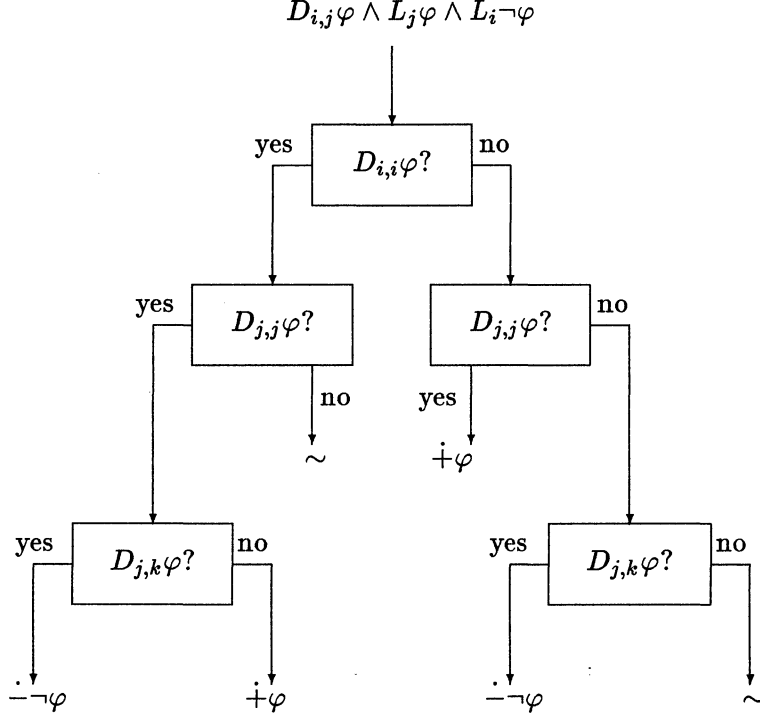 D_{i,j}φ ∧ L_jφ ∧ L_i¬φ
yes no
D_{i,i}φ?
yes no
D_{j,j}φ? D_{j,j}φ?
no yes
~ ∔φ
yes no yes no
D_{j,k}φ? D_{j,k}φ?
∸¬φ ∔φ ∸¬φ ~